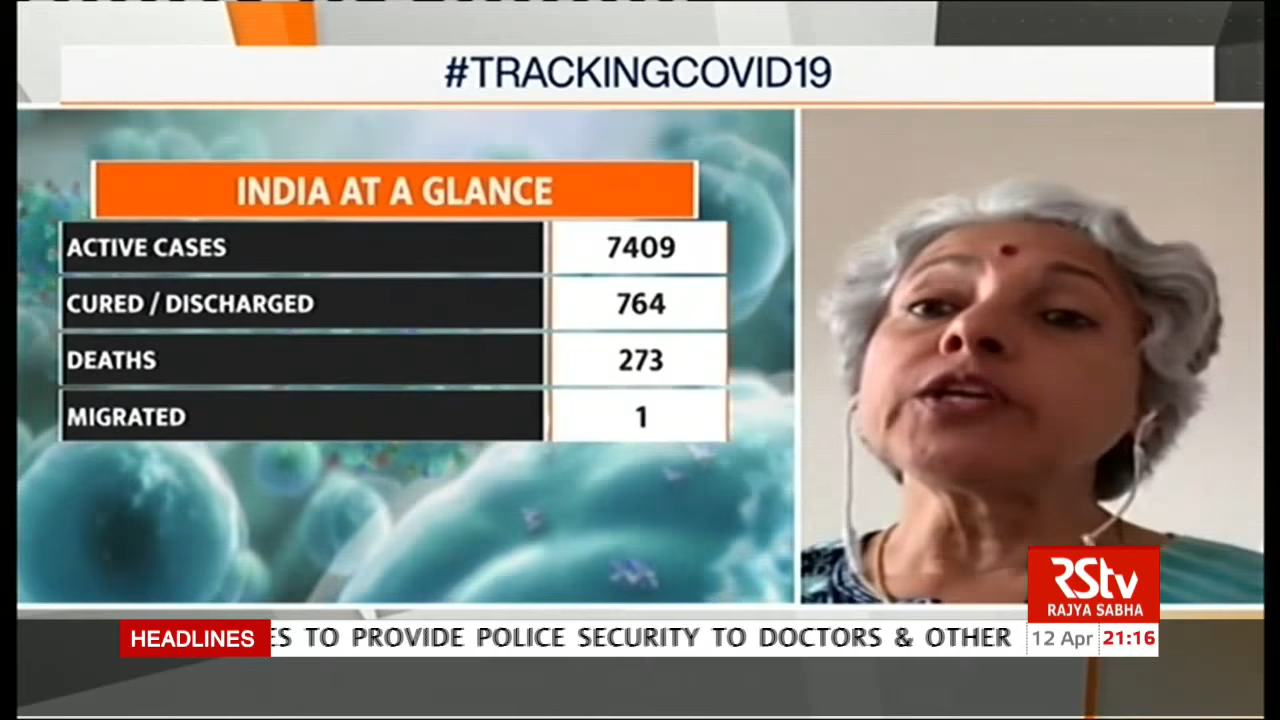 #TRACKINGCOVID19
INDIA AT A GLANCE
ACTIVE CASES 7409
CURED / DISCHARGED 764
DEATHS 273
MIGRATED 1
RSTV
RAJYA SABHA
HEADLINES ES TO PROVIDE POLICE SECURITY TO DOCTORS & OTHER 12 Apr 21:16